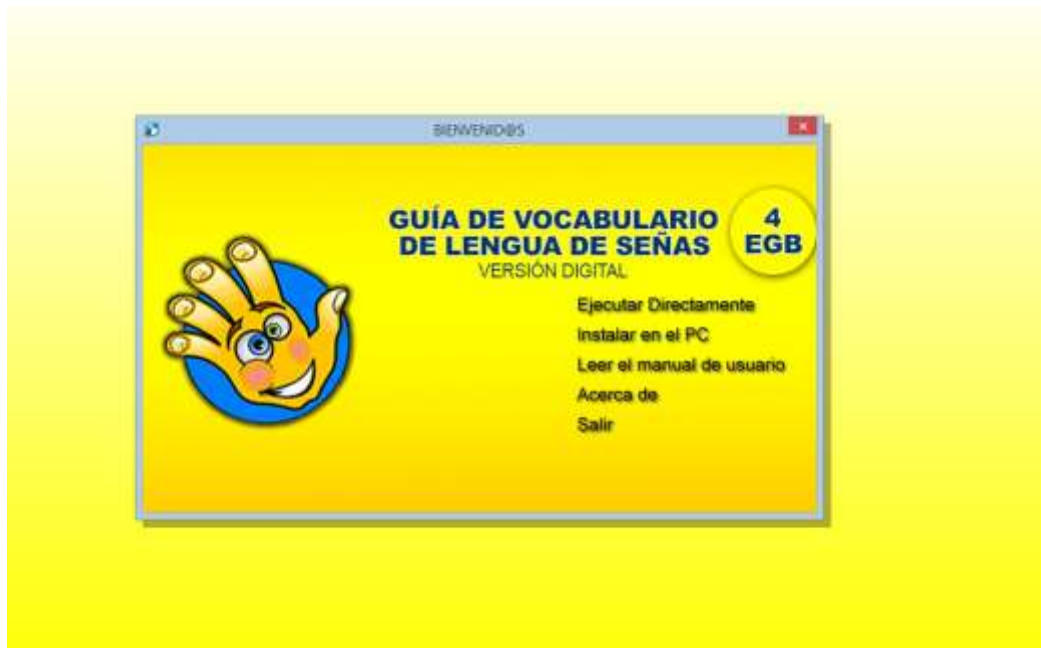 BIENVENID@S
GUÍA DE VOCABULARIO
DE LENGUA DE SEÑAS
VERSIÓN DIGITAL
4
EGB
Ejecutar Directamente
Instalar en el PC
Leer el manual de usuario
Acerca de
Salir